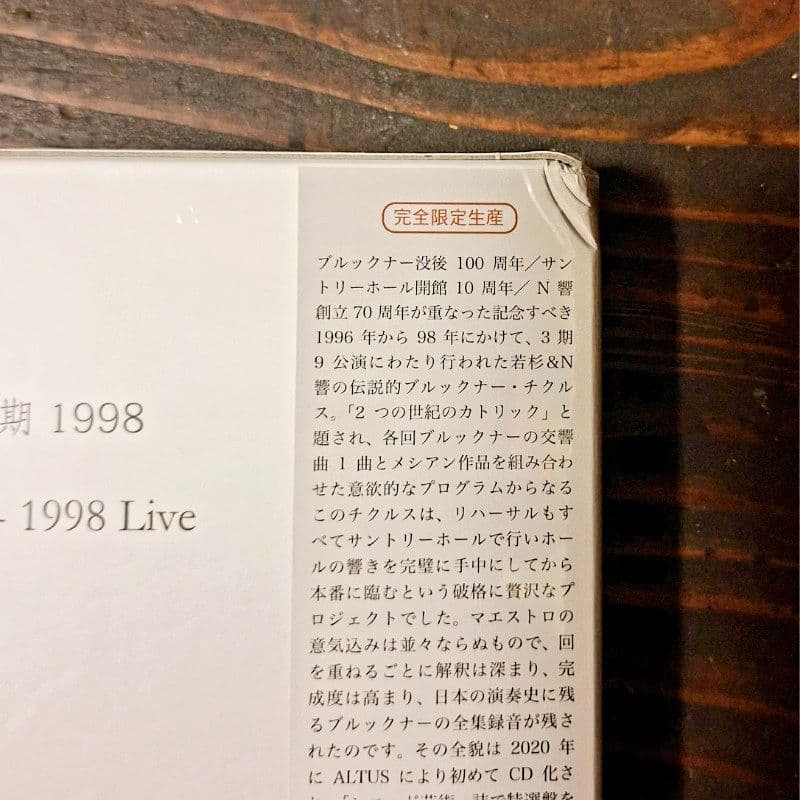 期 1998
- 1998 Live
完全限定生産
ブルックナー没後 100 周年／サン
トリーホール開館 10 周年／ N 響
創立 70 周年が重なった記念すべき
1996 年から 98 年にかけて、3 期
9 公演にわたり行われた若杉&N
響の伝説的ブルックナー・チクル
ス。「2 つの世紀のカトリック」と
題され、各回ブルックナーの交響
曲 1 曲とメシアン作品を組み合わ
せた意欲的なプログラムからなる
このチクルスは、リハーサルもす
べてサントリーホールで行いホー
ルの響きを完璧に手中にしてから
本番に臨むという破格に贅沢なプ
ロジェクトでした。マエストロの
意気込みは並々ならぬもので、回
を重ねるごとに解釈は深まり、完
成度は高まり、日本の演奏史に残
るブルックナーの全集録音が残さ
れたのです。その全貌は 2020 年
に ALTUS により初めて CD 化さ